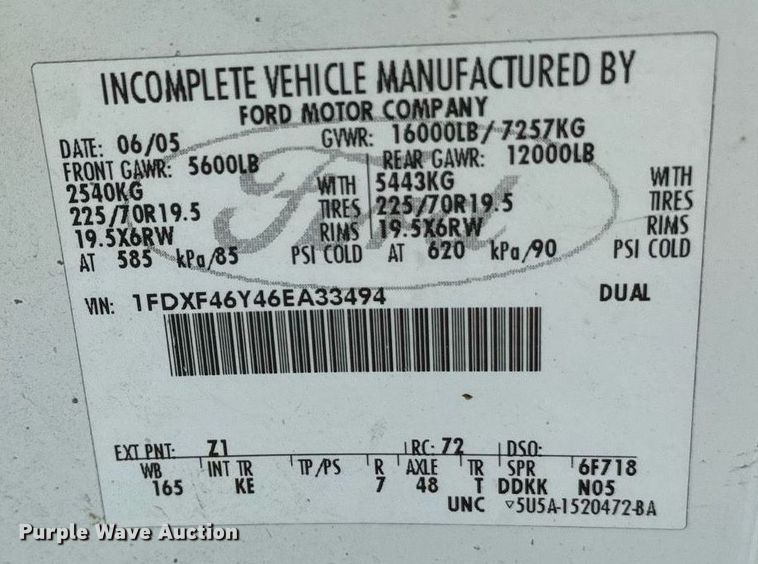 INCOMPLETE VEHICLE MANUFACTURED BY
FORD MOTOR COMPANY
DATE: 06/05 GVWR: 16000LB/ 7257KG
FRONT GAWR: 5600LB REAR GAWR: 12000LB
2540KG WITH 5443KG WITH
225/70R19.5 TIRES 225/70R19.5 TIRES
19.5X6RW RIMS 19.5X6RW RIMS
AT 585 kPa/85 PSI COLD AT 620 kPa/90 PSI COLD
VIN: 1FDXF46Y46EA33494 DUAL
Ford
EXT PNT: Z1 RC: 72 DSO:
WB INT TR TP/PS R AXLE TR SPR 6F718
165 KE 7 48 T DDKK N05
UNC ▿5U5A-1520472-BA
Purple Wave Auction